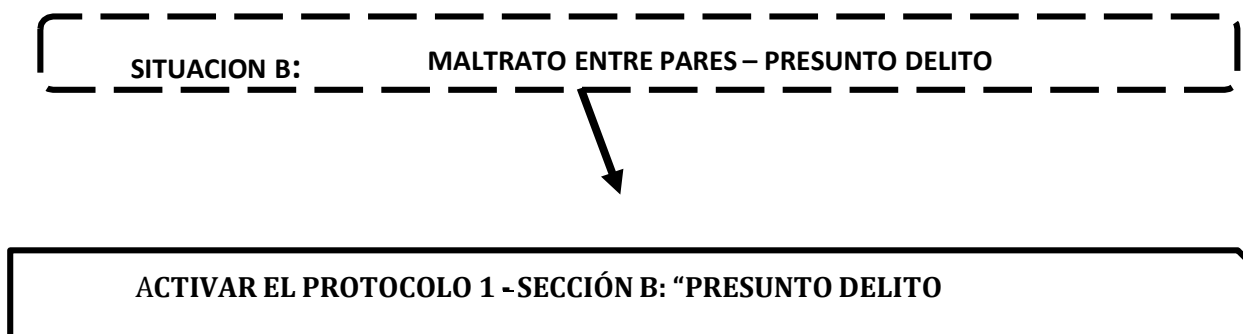 SITUACION B: MALTRATO ENTRE PARES – PRESUNTO DELITO
ACTIVAR EL PROTOCOLO 1 - SECCIÓN B: “PRESUNTO DELITO